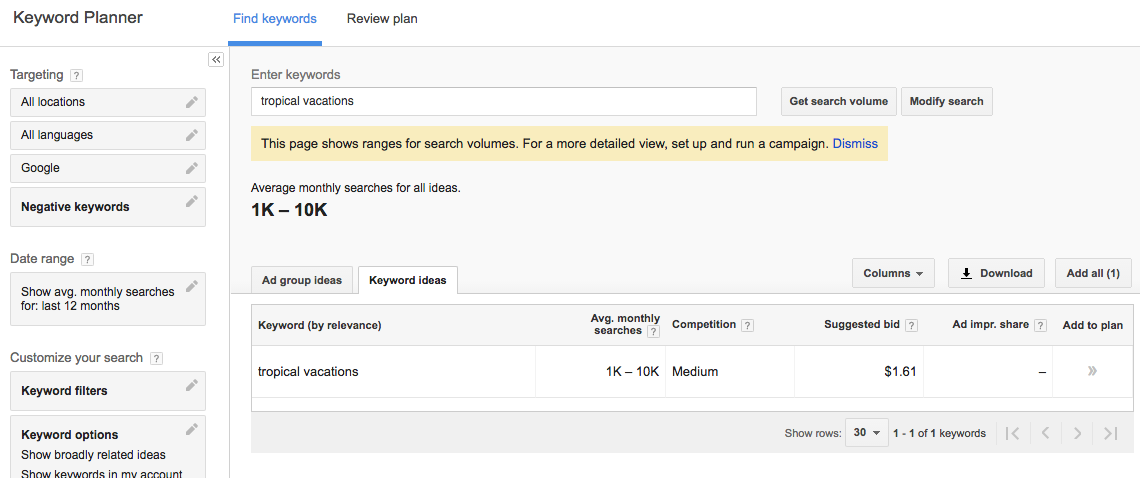 Keyword Planner
Find keywords
Review plan
«
Targeting ?
All locations
All languages
Google
Negative keywords
Date range ?
Show avg. monthly searches
for: last 12 months
Customize your search ?
Keyword filters
Keyword options
Show broadly related ideas
Show keywords in my account
Enter keywords
tropical vacations
Get search volume
Modify search
This page shows ranges for search volumes. For a more detailed view, set up and run a campaign. Dismiss
Average monthly searches for all ideas.
1K – 10K
Ad group ideas
Keyword ideas
Columns
Download
Add all (1)
Keyword (by relevance)
Avg. monthly
searches ?
Competition ?
Suggested bid ?
Ad impr. share ?
Add to plan
tropical vacations
1K – 10K
Medium
$1.61
–
»
Show rows: 30
1 - 1 of 1 keywords